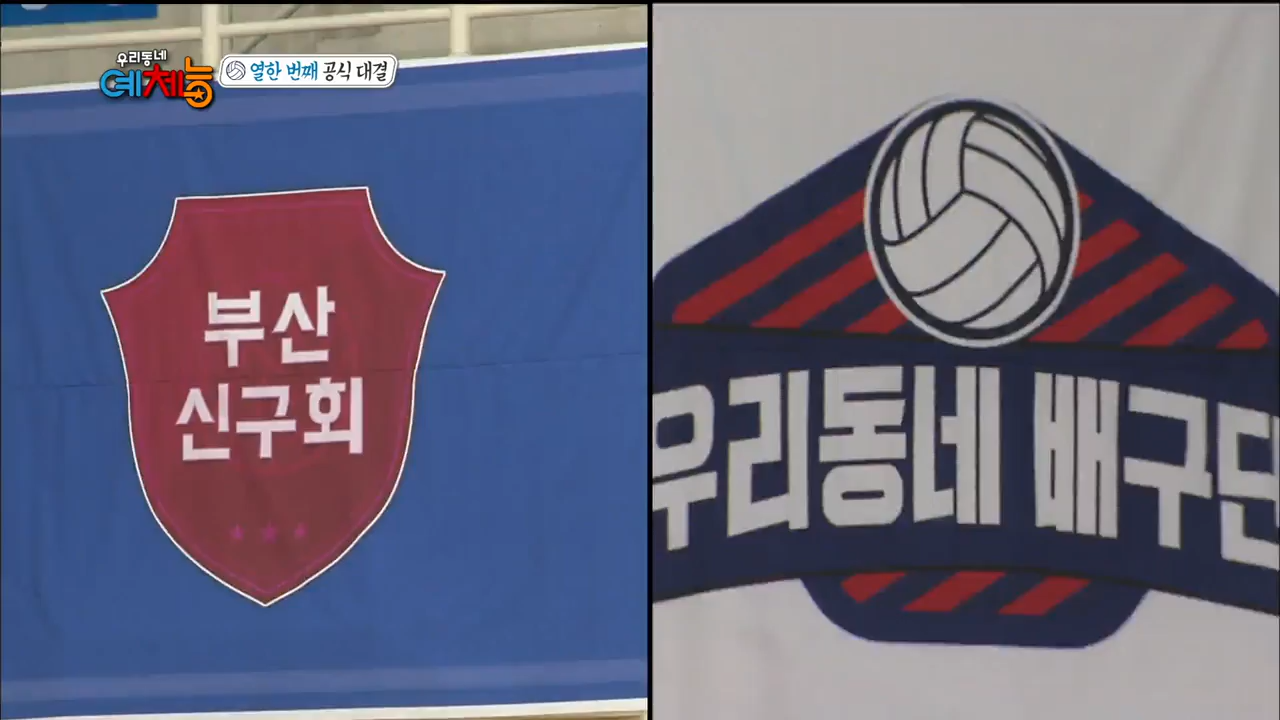 우리동네
예체능
열한 번째 공식 대결
부산
신구회
우리동네 배구단